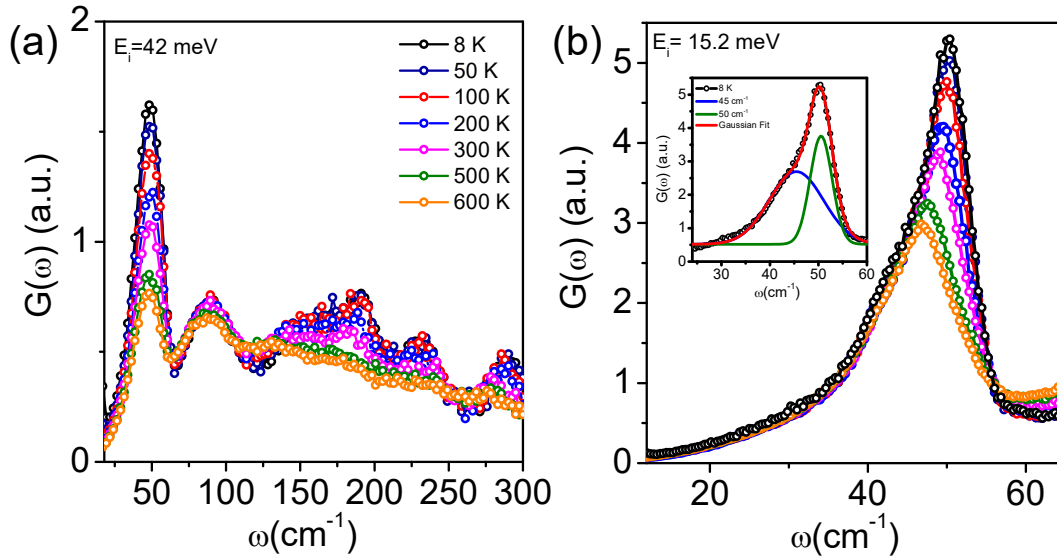 (a)
E_i=42 meV
8 K
50 K
100 K
200 K
300 K
500 K
600 K
G(ω) (a.u.)
2
1
0
50 100 150 200 250 300
ω(cm⁻¹)
(b)
E_i= 15.2 meV
G(ω) (a.u.)
5
4
3
2
1
0
20 40 60
ω(cm⁻¹)
8 K
45 cm⁻¹
50 cm⁻¹
Gaussian Fit
G(ω) (a.u.)
5
4
3
2
1
0
30 40 50 60
ω(cm⁻¹)